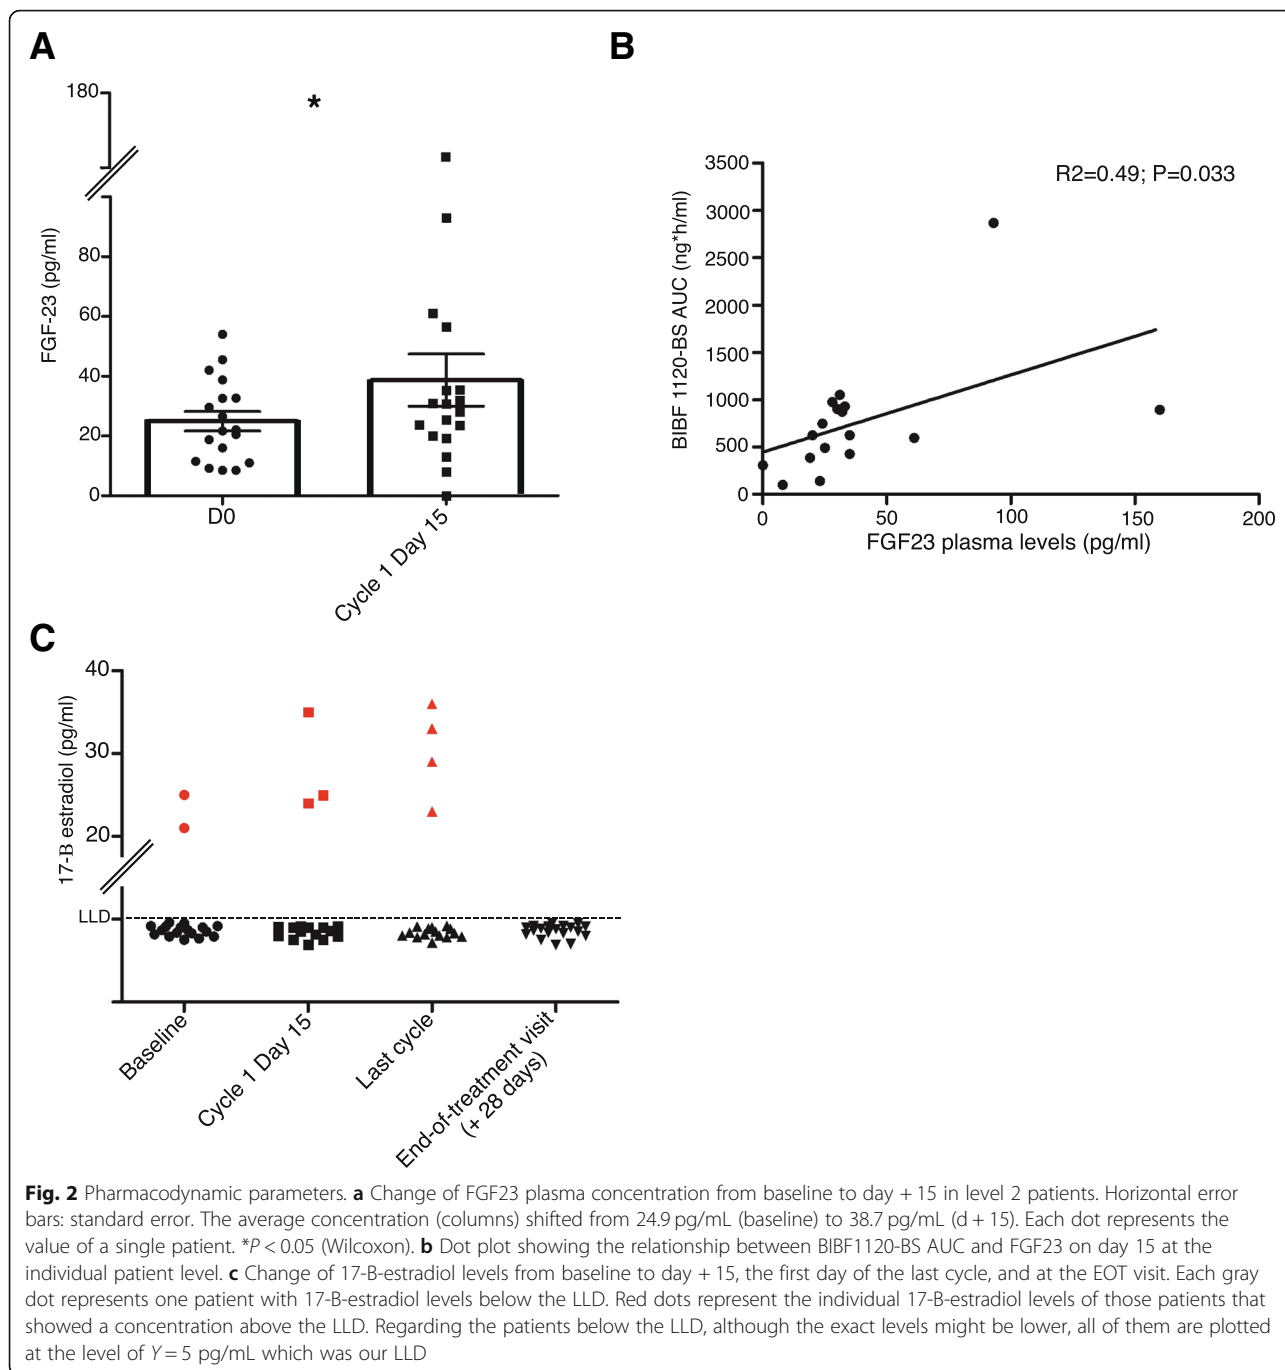 A
B
180
*
FGF-23 (pg/ml)
80
60
40
20
0
D0
Cycle 1 Day 15
R2=0.49; P=0.033
BIBF 1120-BS AUC (ng*h/ml)
3500
3000
2500
2000
1500
1000
500
0
0
50
100
150
200
FGF23 plasma levels (pg/ml)
C
17-B estradiol (pg/ml)
40
30
20
LLD
Baseline
Cycle 1 Day 15
Last cycle
End-of-treatment visit
(+ 28 days)
Fig. 2 Pharmacodynamic parameters. a Change of FGF23 plasma concentration from baseline to day + 15 in level 2 patients. Horizontal error
bars: standard error. The average concentration (columns) shifted from 24.9 pg/mL (baseline) to 38.7 pg/mL (d + 15). Each dot represents the
value of a single patient. *P < 0.05 (Wilcoxon). b Dot plot showing the relationship between BIBF1120-BS AUC and FGF23 on day 15 at the
individual patient level. c Change of 17-B-estradiol levels from baseline to day + 15, the first day of the last cycle, and at the EOT visit. Each gray
dot represents one patient with 17-B-estradiol levels below the LLD. Red dots represent the individual 17-B-estradiol levels of those patients that
showed a concentration above the LLD. Regarding the patients below the LLD, although the exact levels might be lower, all of them are plotted
at the level of Y = 5 pg/mL which was our LLD